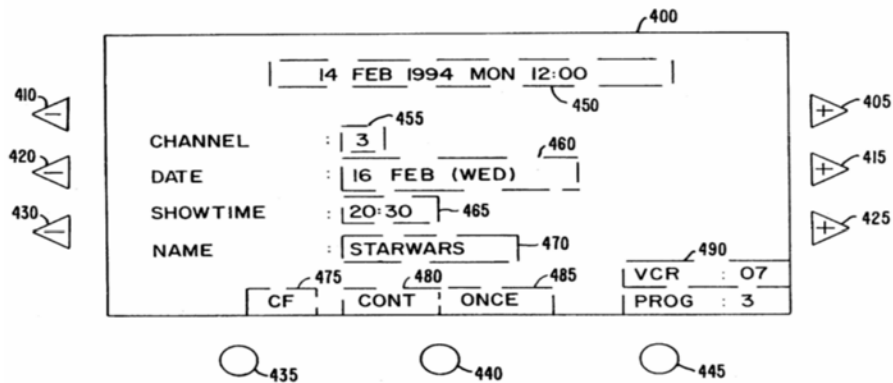 400
14 FEB 1994 MON 12:00
450
410
405
455
CHANNEL : 3
460
420
415
DATE : 16 FEB (WED)
430
SHOWTIME : 20:30
465
425
NAME : STARWARS
470
490
475
480
485
VCR : 07
CF CONT ONCE PROG : 3
435
440
445